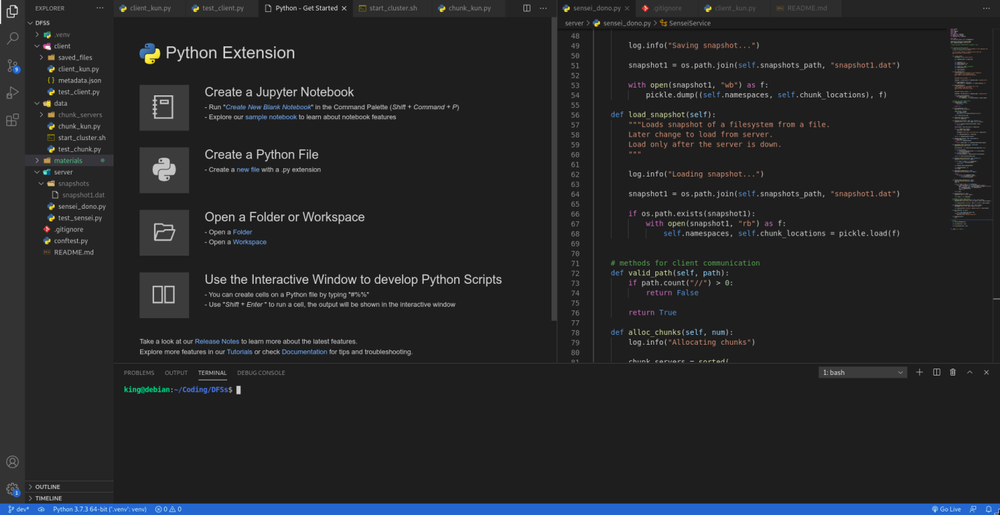 EXPLORER
DFSS
.venv
client
saved_files
client_kun.py
metadata.json
test_client.py
data
chunk_servers
chunk_kun.py
start_cluster.sh
test_chunk.py
materials
server
snapshots
snapshot1.dat
sensei_dono.py
test_sensei.py
.gitignore
conftest.py
README.md
OUTLINE
TIMELINE
9
1
client_kun.py test_client.py Python - Get Started start_cluster.sh chunk_kun.py
Python Extension
Create a Jupyter Notebook
- Run "Create New Blank Notebook" in the Command Palette (Shift + Command + P)
- Explore our sample notebook to learn about notebook features
Create a Python File
- Create a new file with a .py extension
Open a Folder or Workspace
- Open a Folder
- Open a Workspace
Use the Interactive Window to develop Python Scripts
- You can create cells on a Python file by typing "#%%"
- Use "Shift + Enter " to run a cell, the output will be shown in the interactive window
Take a look at our Release Notes to learn more about the latest features.
Explore more features in our Tutorials or check Documentation for tips and troubleshooting.
sensei_dono.py .gitignore client_kun.py README.md
server > sensei_dono.py > SenseiService
48
49 log.info("Saving snapshot...")
50
51 snapshot1 = os.path.join(self.snapshots_path, "snapshot1.dat")
52
53 with open(snapshot1, "wb") as f:
54 pickle.dump((self.namespaces, self.chunk_locations), f)
55
56 def load_snapshot(self):
57 """Loads snapshot of a filesystem from a file.
58 Later change to load from server.
59 Load only after the server is down.
60 """
61
62 log.info("Loading snapshot...")
63
64 snapshot1 = os.path.join(self.snapshots_path, "snapshot1.dat")
65
66 if os.path.exists(snapshot1):
67 with open(snapshot1, "rb") as f:
68 self.namespaces, self.chunk_locations = pickle.load(f)
69
70
71 # methods for client communication
72 def valid_path(self, path):
73 if path.count("//") > 0:
74 return False
75
76 return True
77
78 def alloc_chunks(self, num):
79 log.info("Allocating chunks")
80
81 chunk_servers = sorted(
PROBLEMS OUTPUT TERMINAL DEBUG CONSOLE 1: bash
king@debian:~/Coding/DFSs$
dev* Python 3.7.3 64-bit ('.venv': venv) 0 0 Go Live